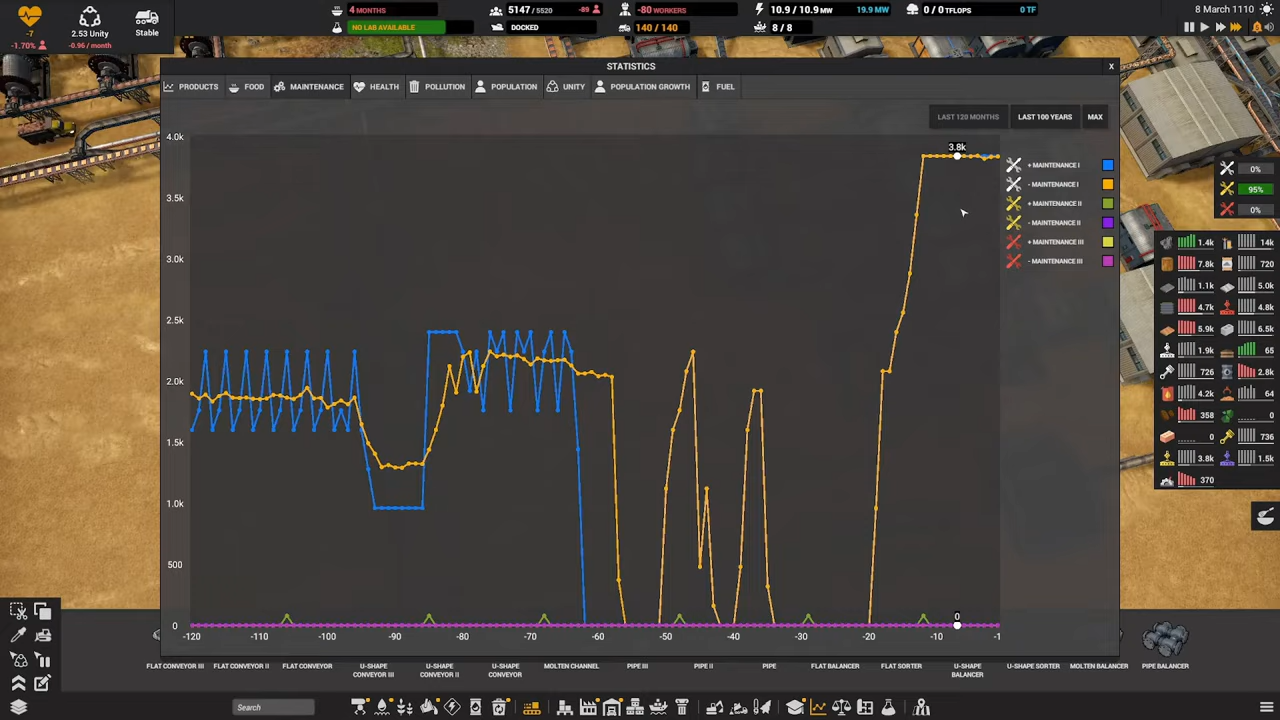 -7
-1.70%
2.53 Unity
-0.96 / month
Stable
4 MONTHS
NO LAB AVAILABLE
5147 / 5520
-89
DOCKED
-80 WORKERS
140 / 140
10.9 / 10.9 MW
19.9 MW
8 / 8
0 / 0 TFLOPS
0 TF
8 March 1110
STATISTICS
x
PRODUCTS
FOOD
MAINTENANCE
HEALTH
POLLUTION
POPULATION
UNITY
POPULATION GROWTH
FUEL
LAST 120 MONTHS
LAST 100 YEARS
MAX
4.0k
3.5k
3.0k
2.5k
2.0k
1.5k
1.0k
500
0
3.8k
0
-120
-110
-100
-90
-80
-70
-60
-50
-40
-30
-20
-10
-1
+ MAINTENANCE I
- MAINTENANCE I
+ MAINTENANCE II
- MAINTENANCE II
+ MAINTENANCE III
- MAINTENANCE III
0%
95%
0%
1.4k
14k
7.8k
720
1.1k
5.0k
4.7k
4.8k
5.9k
6.5k
1.9k
65
726
2.8k
4.2k
64
358
0
0
736
3.8k
1.5k
370
FLAT CONVEYOR III
FLAT CONVEYOR II
FLAT CONVEYOR
U-SHAPE CONVEYOR III
U-SHAPE CONVEYOR II
U-SHAPE CONVEYOR
MOLTEN CHANNEL
PIPE III
PIPE II
PIPE
FLAT BALANCER
FLAT SORTER
U-SHAPE BALANCER
U-SHAPE SORTER
MOLTEN BALANCER
PIPE BALANCER
Search